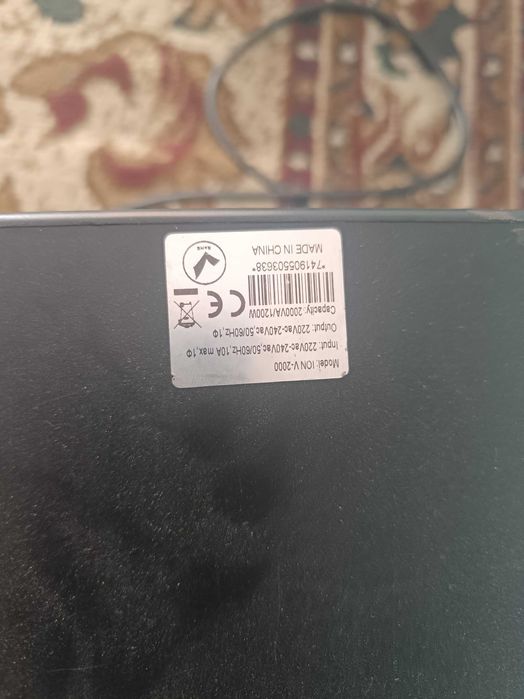 Model: ION V-2000
Input: 220Vac-240Vac,50/60Hz,10A max,1Φ
Output: 220Vac-240Vac,50/60Hz,1Φ
Capacity: 2000VA/1200W
*741905503638*
MADE IN CHINA
CE
RoHS